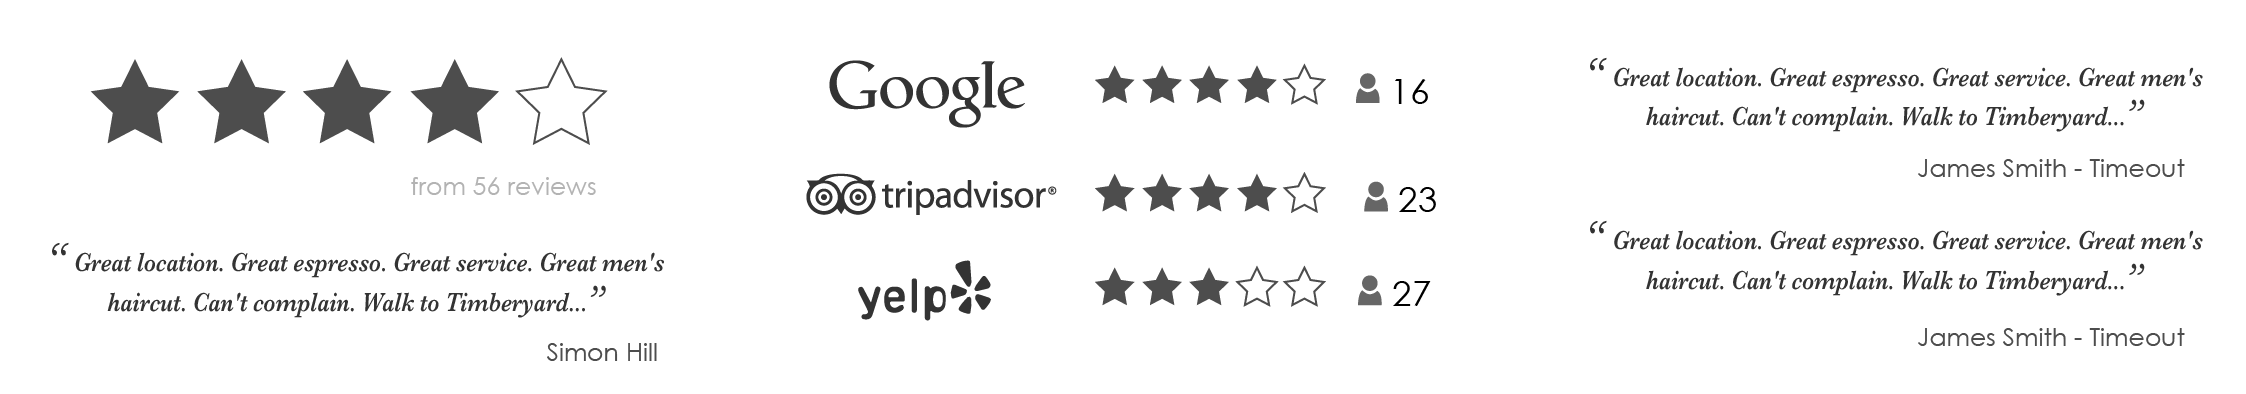 from 56 reviews
“ Great location. Great espresso. Great service. Great men's
haircut. Can't complain. Walk to Timberyard...”
Simon Hill
Google 16
tripadvisor® 23
yelp 27
“ Great location. Great espresso. Great service. Great men's
haircut. Can't complain. Walk to Timberyard...”
James Smith - Timeout
“ Great location. Great espresso. Great service. Great men's
haircut. Can't complain. Walk to Timberyard...”
James Smith - Timeout